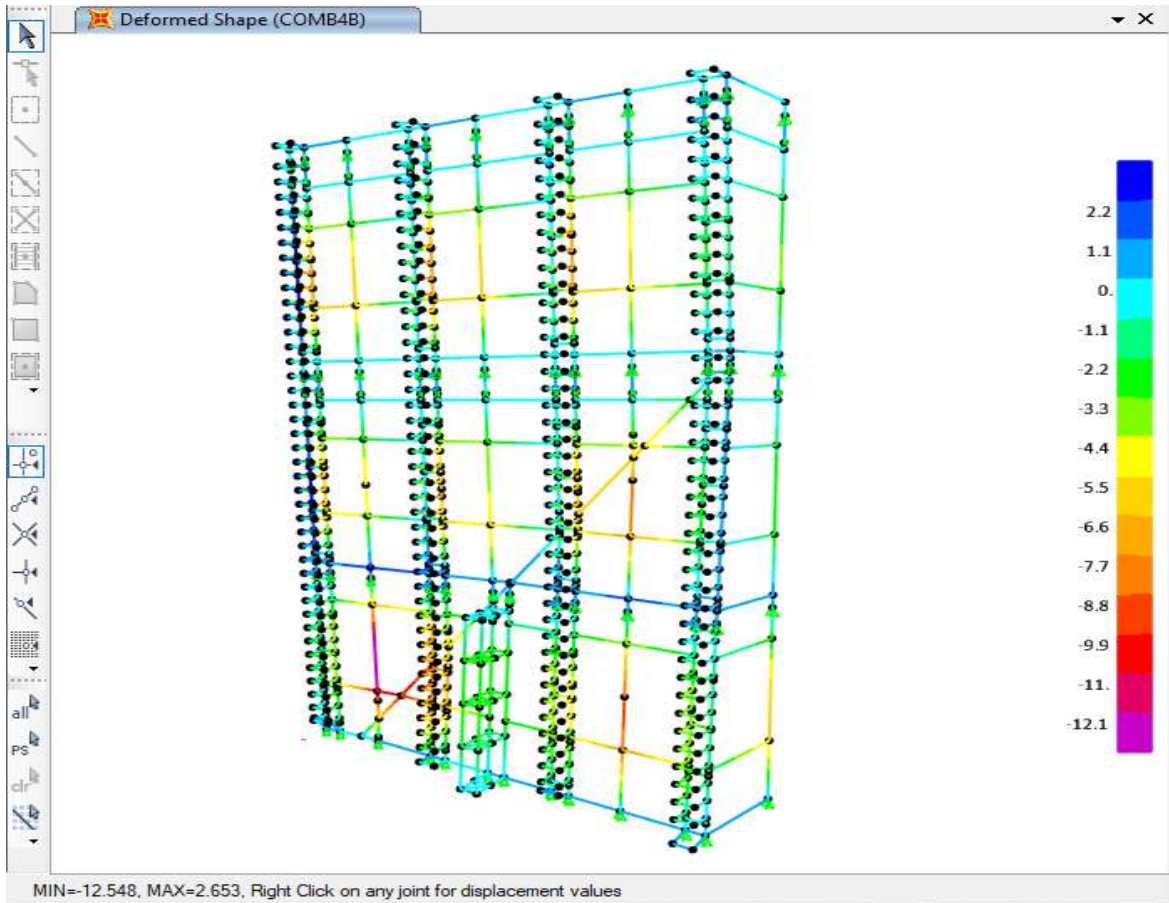 Deformed Shape (COMB4B)
2.2
1.1
0.
-1.1
-2.2
-3.3
-4.4
-5.5
-6.6
-7.7
-8.8
-9.9
-11.
-12.1
all
PS
clr
MIN=-12.548, MAX=2.653, Right Click on any joint for displacement values